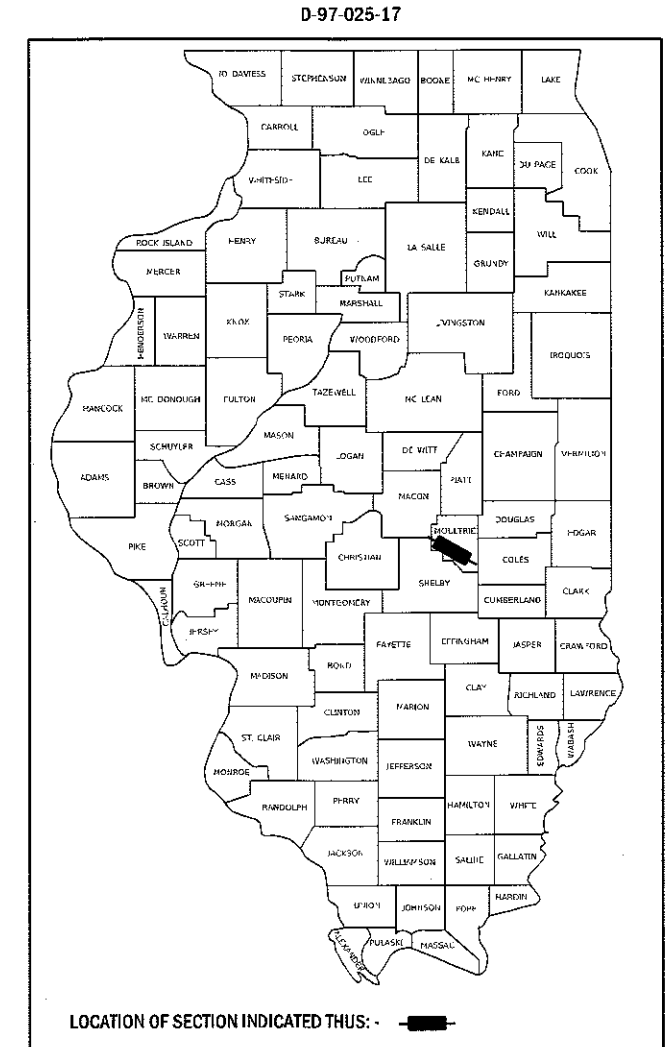 D-97-025-17
JO DAVIESS STEPHENSON WINNEBAGO BOONE MC HENRY LAKE
CARROLL OGLE DE KALB KANE DU PAGE COOK
WHITESIDE LEE KENDALL WILL
ROCK ISLAND HENRY BUREAU LA SALLE GRUNDY
MERCER PUTNAM KANKAKEE
HENDERSON WARREN KNOX STARK MARSHALL LIVINGSTON
PEORIA WOODFORD IROQUOIS
HANCOCK MC DONOUGH FULTON TAZEWELL MC LEAN FORD
SCHUYLER MASON LOGAN DE WITT CHAMPAIGN VERMILION
ADAMS BROWN CASS MENARD MACON PIATT
PIKE SCOTT MORGAN SANGAMON CHRISTIAN MOULTRIE DOUGLAS EDGAR
COLES
CALHOUN GREENE MACOUPIN MONTGOMERY SHELBY CUMBERLAND CLARK
JERSEY FAYETTE EFFINGHAM JASPER CRAWFORD
MADISON BOND CLAY RICHLAND LAWRENCE
CLINTON MARION
ST. CLAIR WAYNE EDWARDS WABASH
MONROE WASHINGTON JEFFERSON
RANDOLPH PERRY HAMILTON WHITE
FRANKLIN
JACKSON WILLIAMSON SALINE GALLATIN
UNION JOHNSON POPE HARDIN
ALEXANDER PULASKI MASSAC
LOCATION OF SECTION INDICATED THUS: -